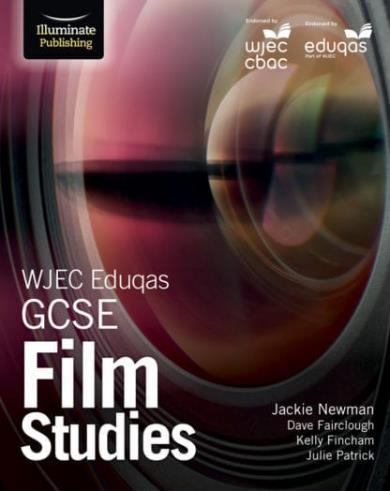 Illuminate
Publishing
Endorsed by
wjec
cbac
Endorsed by
eduqas
Part of WJEC
WJEC Eduqas
GCSE
Film
Studies
Jackie Newman
Dave Fairclough
Kelly Fincham
Julie Patrick